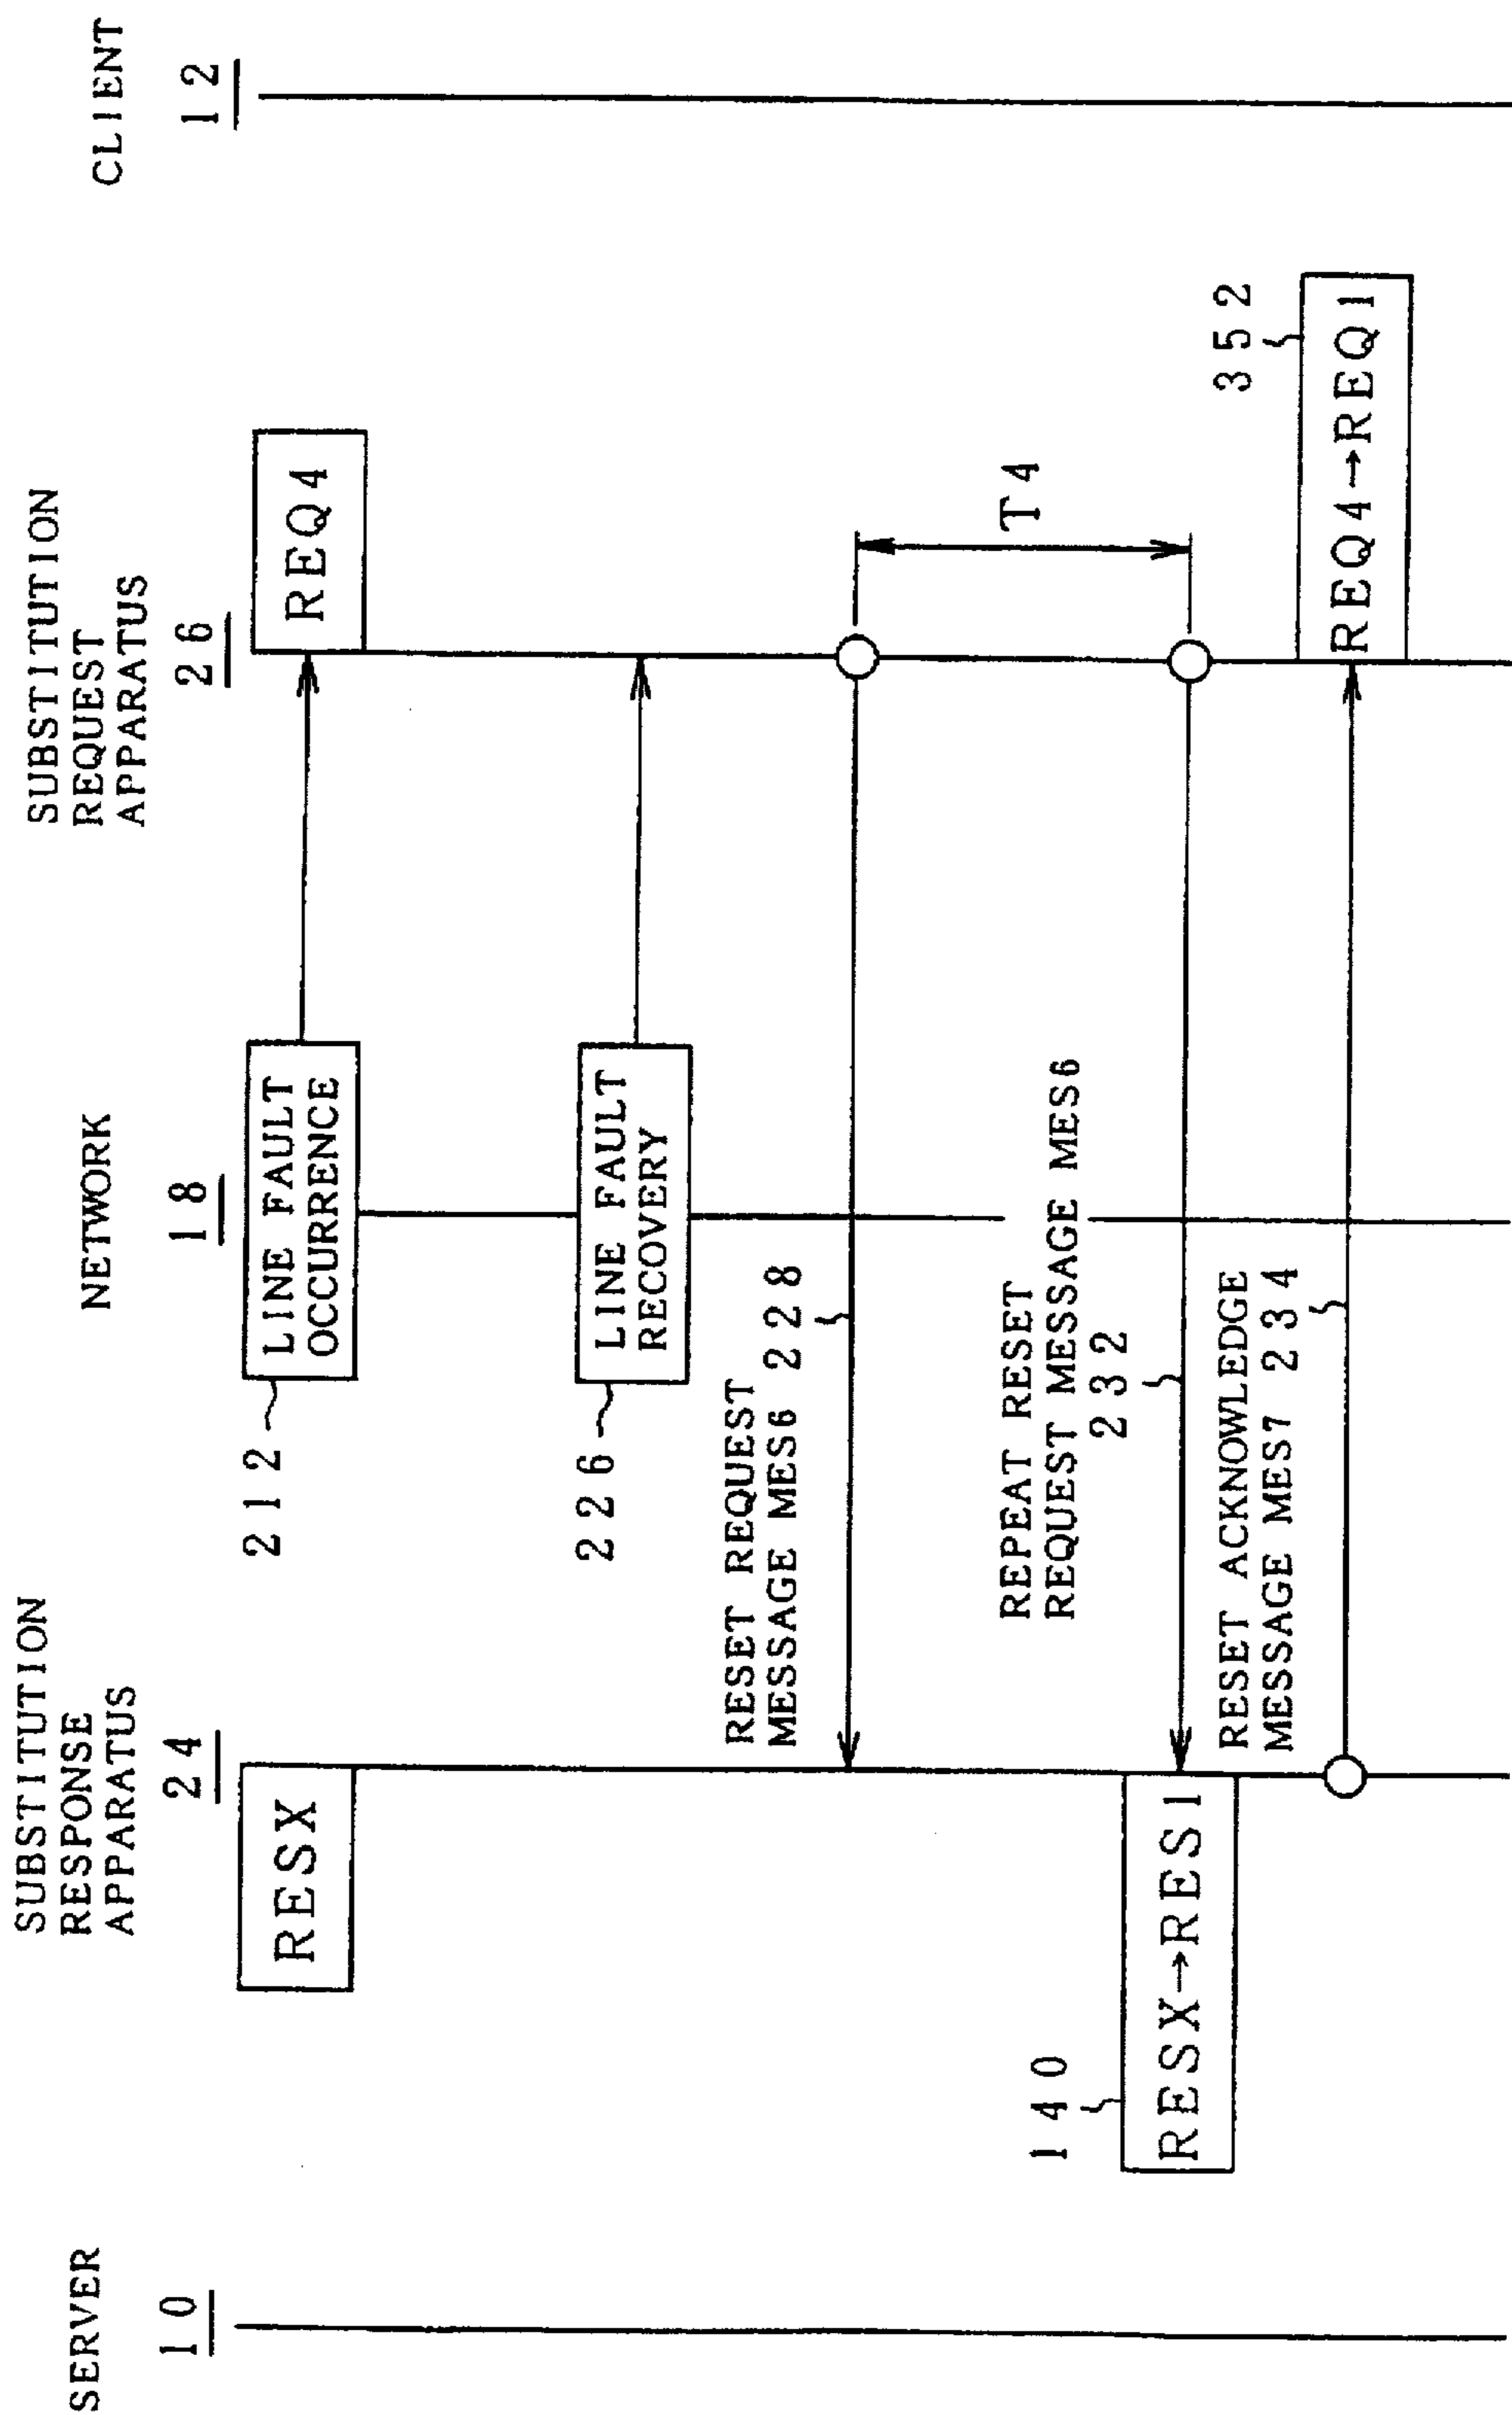 SERVER
10
SUBSTITUTION
RESPONSE
APPARATUS
24
NETWORK
18
SUBSTITUTION
REQUEST
APPARATUS
26
CLIENT
12
RESX
212
LINE FAULT
OCCURRENCE
REQ4
226
LINE FAULT
RECOVERY
RESET REQUEST
MESSAGE MES6 228
T4
REPEAT RESET
REQUEST MESSAGE MES6
232
140
RESX→RES1
RESET ACKNOWLEDGE
MESSAGE MES7 234
352
REQ4→REQ1